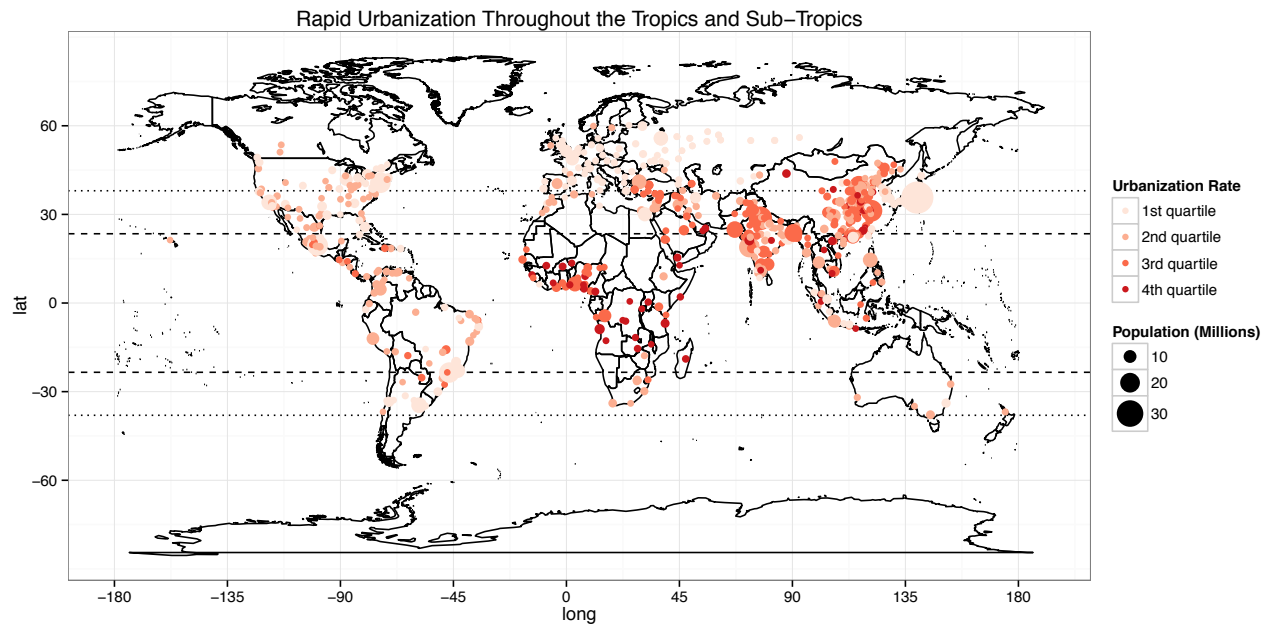 Rapid Urbanization Throughout the Tropics and Sub−Tropics
60
30
0
−30
−60
lat
−180 −135 −90 −45 0 45 90 135 180
long
Urbanization Rate
1st quartile
2nd quartile
3rd quartile
4th quartile
Population (Millions)
10
20
30